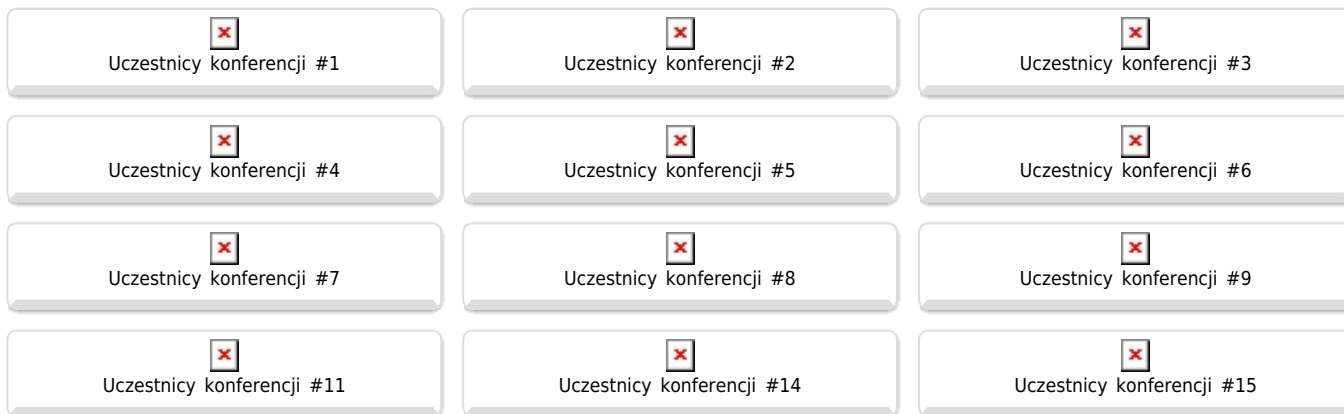 Uczestnicy konferencji #1
Uczestnicy konferencji #2
Uczestnicy konferencji #3
Uczestnicy konferencji #4
Uczestnicy konferencji #5
Uczestnicy konferencji #6
Uczestnicy konferencji #7
Uczestnicy konferencji #8
Uczestnicy konferencji #9
Uczestnicy konferencji #11
Uczestnicy konferencji #14
Uczestnicy konferencji #15